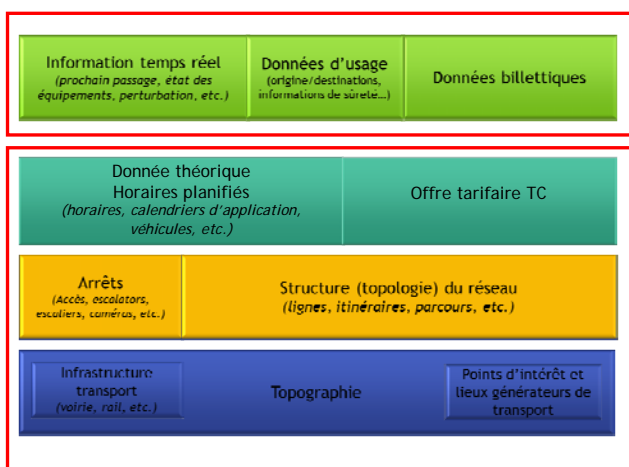 Information temps réel
(prochain passage, état des
équipements, perturbation, etc.)
Données d'usage
(origine/destinations,
informations de sûreté...)
Données billettiques
Donnée théorique
Horaires planifiés
(horaires, calendriers d'application,
véhicules, etc.)
Offre tarifaire TC
Arrêts
(Accès, escalators,
escaliers, caméras, etc.)
Structure (topologie) du réseau
(lignes, itinéraires, parcours, etc.)
Infrastructure
transport
(voirie, rail, etc.)
Topographie
Points d'intérêt et
lieux générateurs de
transport